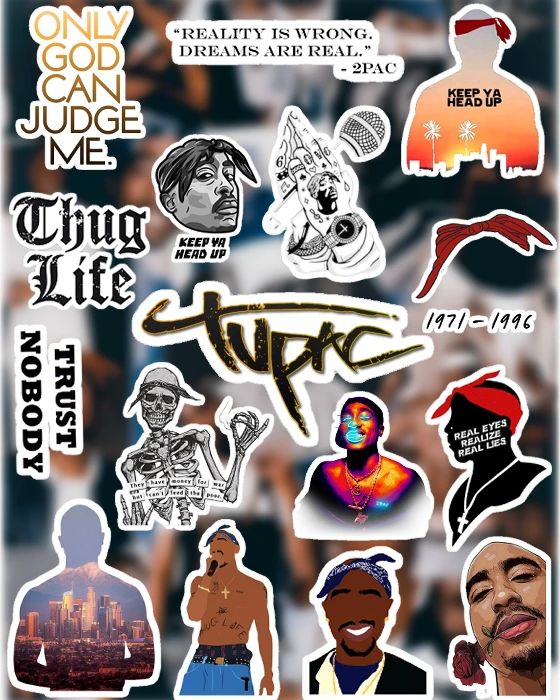 ONLY
GOD
CAN
JUDGE
ME.
“REALITY IS WRONG.
DREAMS ARE REAL.”
- 2PAC
KEEP YA
HEAD UP
KEEP YA
HEAD UP
Thug
Life
1971 - 1996
Tupac
TRUST
NOBODY
They have money for war
but can't feed the poor.
REAL EYES
REALIZE
REAL LIES
THUG LIFE